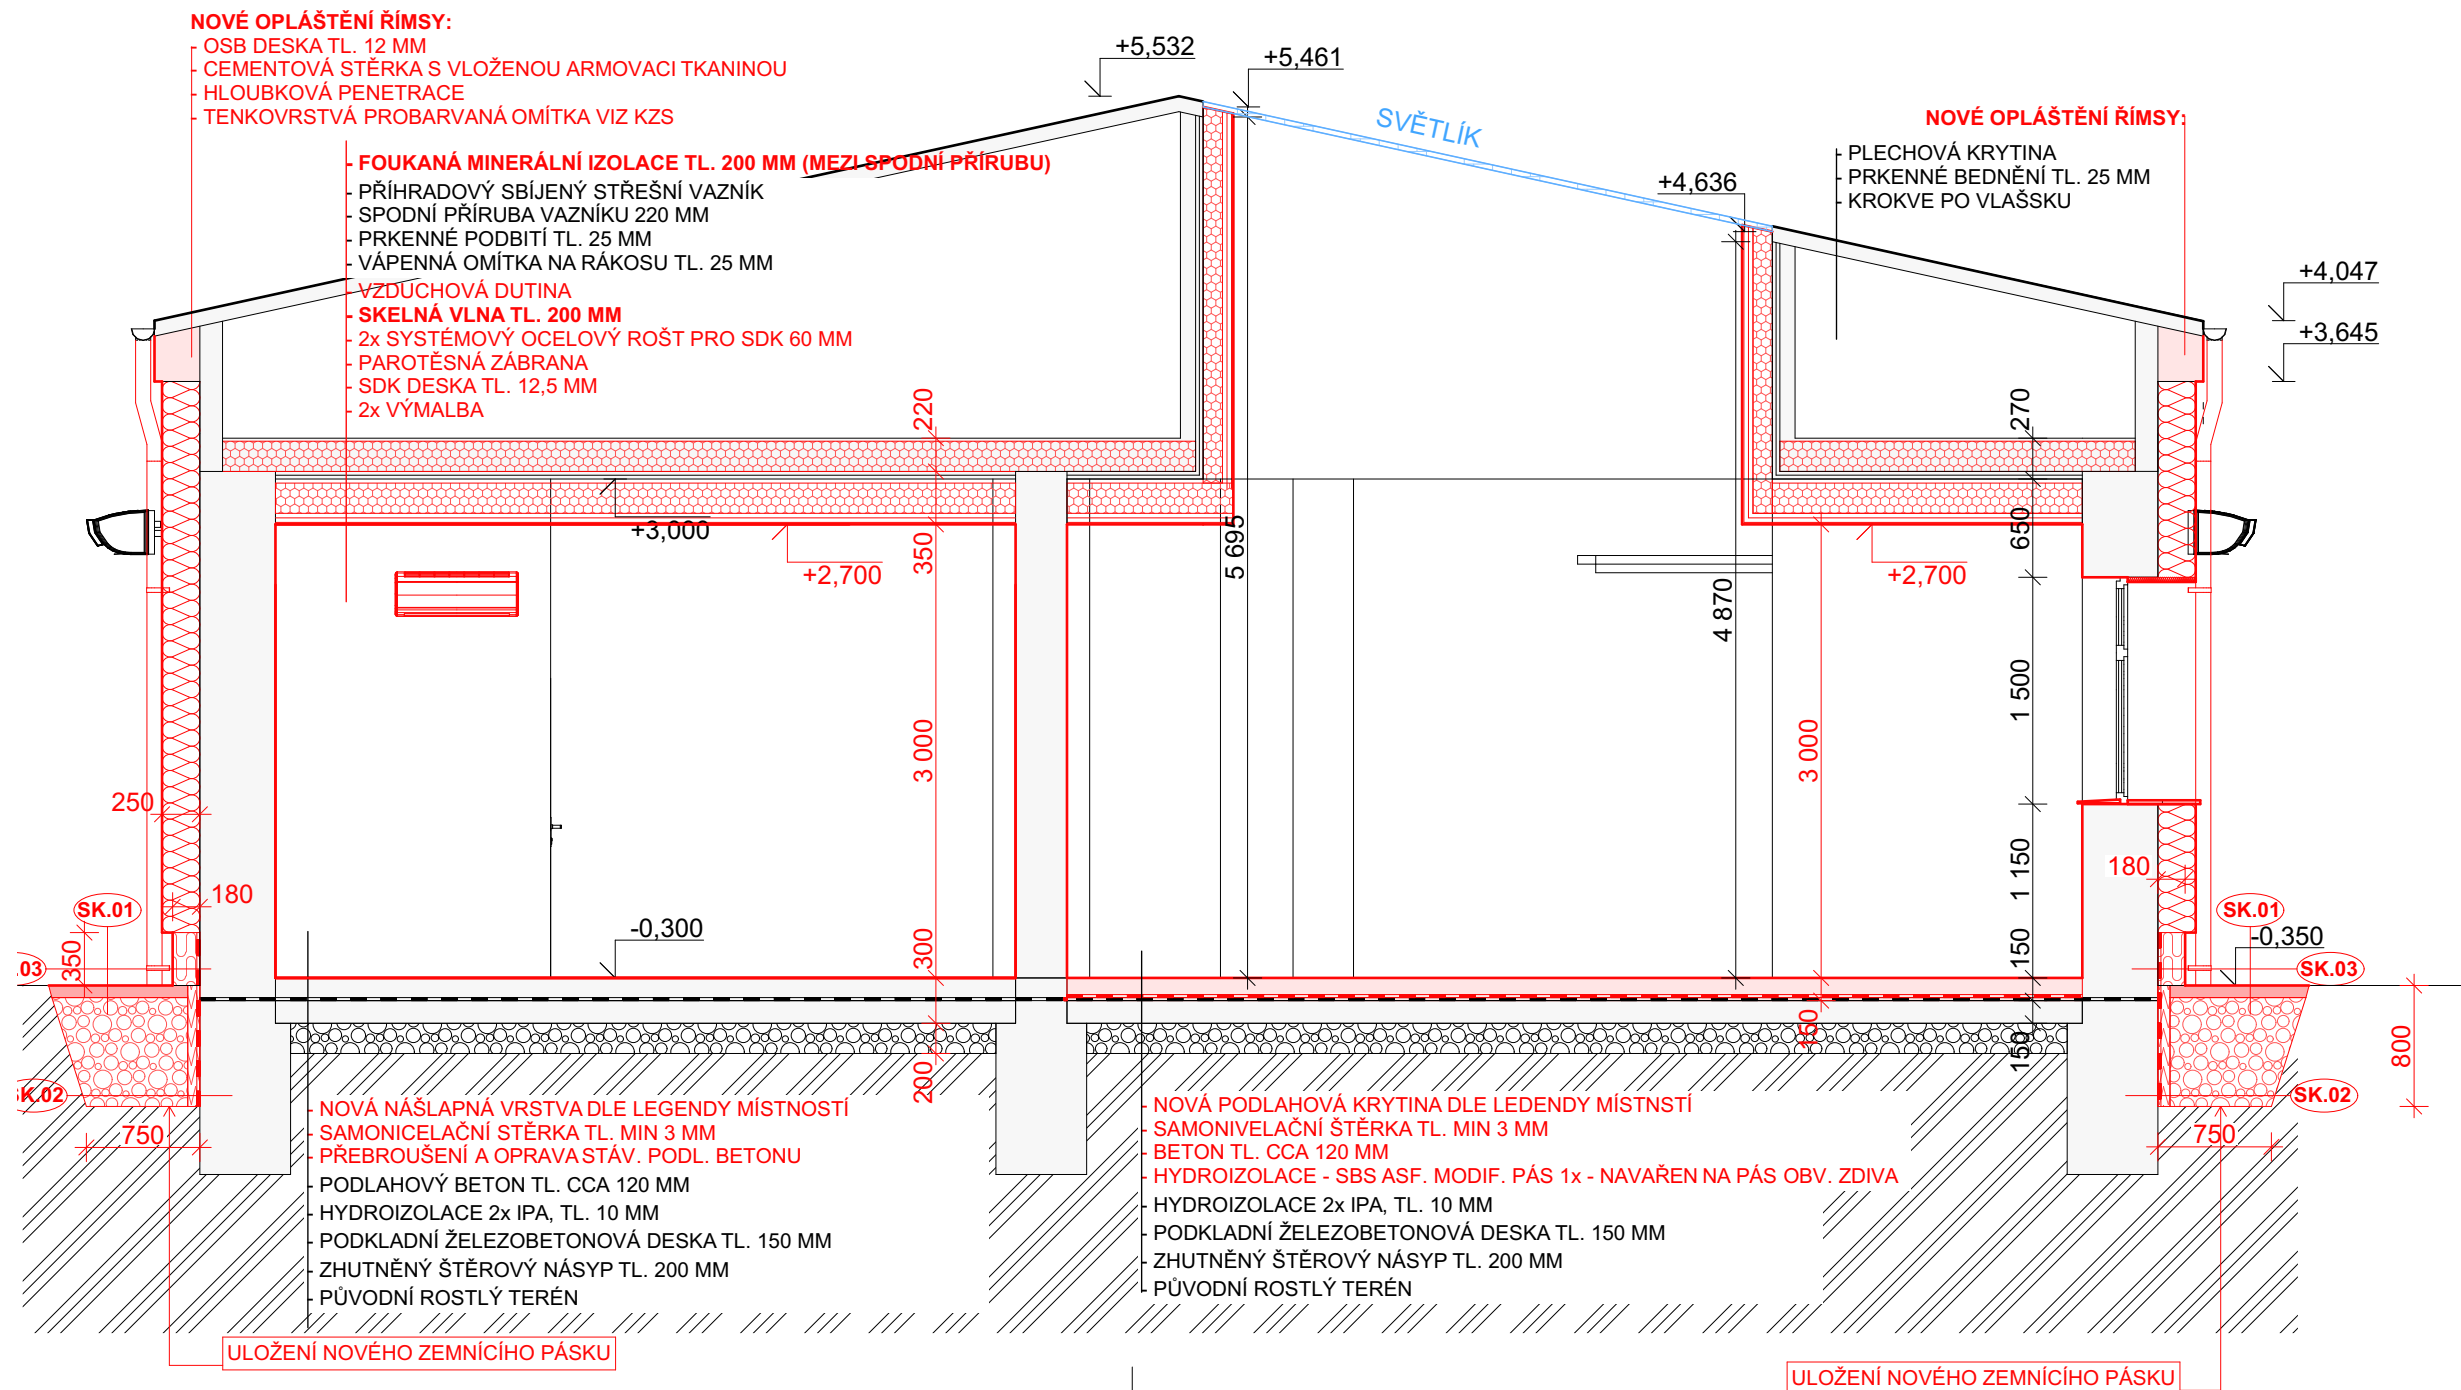 NOVÉ OPLÁŠTĚNÍ ŘÍMSY:
- OSB DESKA TL. 12 MM
- CEMENTOVÁ STĚRKA S VLOŽENOU ARMOVACI TKANINOU
- HLOUBKOVÁ PENETRACE
- TENKOVRSTVÁ PROBARVANÁ OMÍTKA VIZ KZS
- FOUKANÁ MINERÁLNÍ IZOLACE TL. 200 MM (MEZI SPODNÍ PŘÍRUBU)
- PŘÍHRADOVÝ SBÍJENÝ STŘEŠNÍ VAZNÍK
- SPODNÍ PŘÍRUBA VAZNÍKU 220 MM
- PRKENNÉ PODBITÍ TL. 25 MM
- VÁPENNÁ OMÍTKA NA RÁKOSU TL. 25 MM
- VZDUCHOVÁ DUTINA
- SKELNÁ VLNA TL. 200 MM
- 2x SYSTÉMOVÝ OCELOVÝ ROŠT PRO SDK 60 MM
- PAROTĚSNÁ ZÁBRANA
- SDK DESKA TL. 12,5 MM
- 2x VÝMALBA
+5,532
+5,461
SVĚTLÍK
+4,636
NOVÉ OPLÁŠTĚNÍ ŘÍMSY:
- PLECHOVÁ KRYTINA
- PRKENNÉ BEDNĚNÍ TL. 25 MM
- KROKVE PO VLAŠSKU
+4,047
+3,645
220
270
+3,000
+2,700
350
5 695
4 870
+2,700
650
1 500
3 000
3 000
250
180
1 150
180
SK.01
350
.03
-0,300
300
150
SK.01
-0,350
SK.03
150
150
800
200
SK.02
750
SK.02
750
- NOVÁ NÁŠLAPNÁ VRSTVA DLE LEGENDY MÍSTNOSTÍ
- SAMONICELAČNÍ STĚRKA TL. MIN 3 MM
- PŘEBROUŠENÍ A OPRAVA STÁV. PODL. BETONU
- PODLAHOVÝ BETON TL. CCA 120 MM
- HYDROIZOLACE 2x IPA, TL. 10 MM
- PODKLADNÍ ŽELEZOBETONOVÁ DESKA TL. 150 MM
- ZHUTNĚNÝ ŠTĚROVÝ NÁSYP TL. 200 MM
- PŮVODNÍ ROSTLÝ TERÉN
- NOVÁ PODLAHOVÁ KRYTINA DLE LEDENDY MÍSTNSTÍ
- SAMONIVELAČNÍ ŠTĚRKA TL. MIN 3 MM
- BETON TL. CCA 120 MM
- HYDROIZOLACE - SBS ASF. MODIF. PÁS 1x - NAVAŘEN NA PÁS OBV. ZDIVA
- HYDROIZOLACE 2x IPA, TL. 10 MM
- PODKLADNÍ ŽELEZOBETONOVÁ DESKA TL. 150 MM
- ZHUTNĚNÝ ŠTĚROVÝ NÁSYP TL. 200 MM
- PŮVODNÍ ROSTLÝ TERÉN
ULOŽENÍ NOVÉHO ZEMNÍCÍHO PÁSKU
ULOŽENÍ NOVÉHO ZEMNÍCÍHO PÁSKU